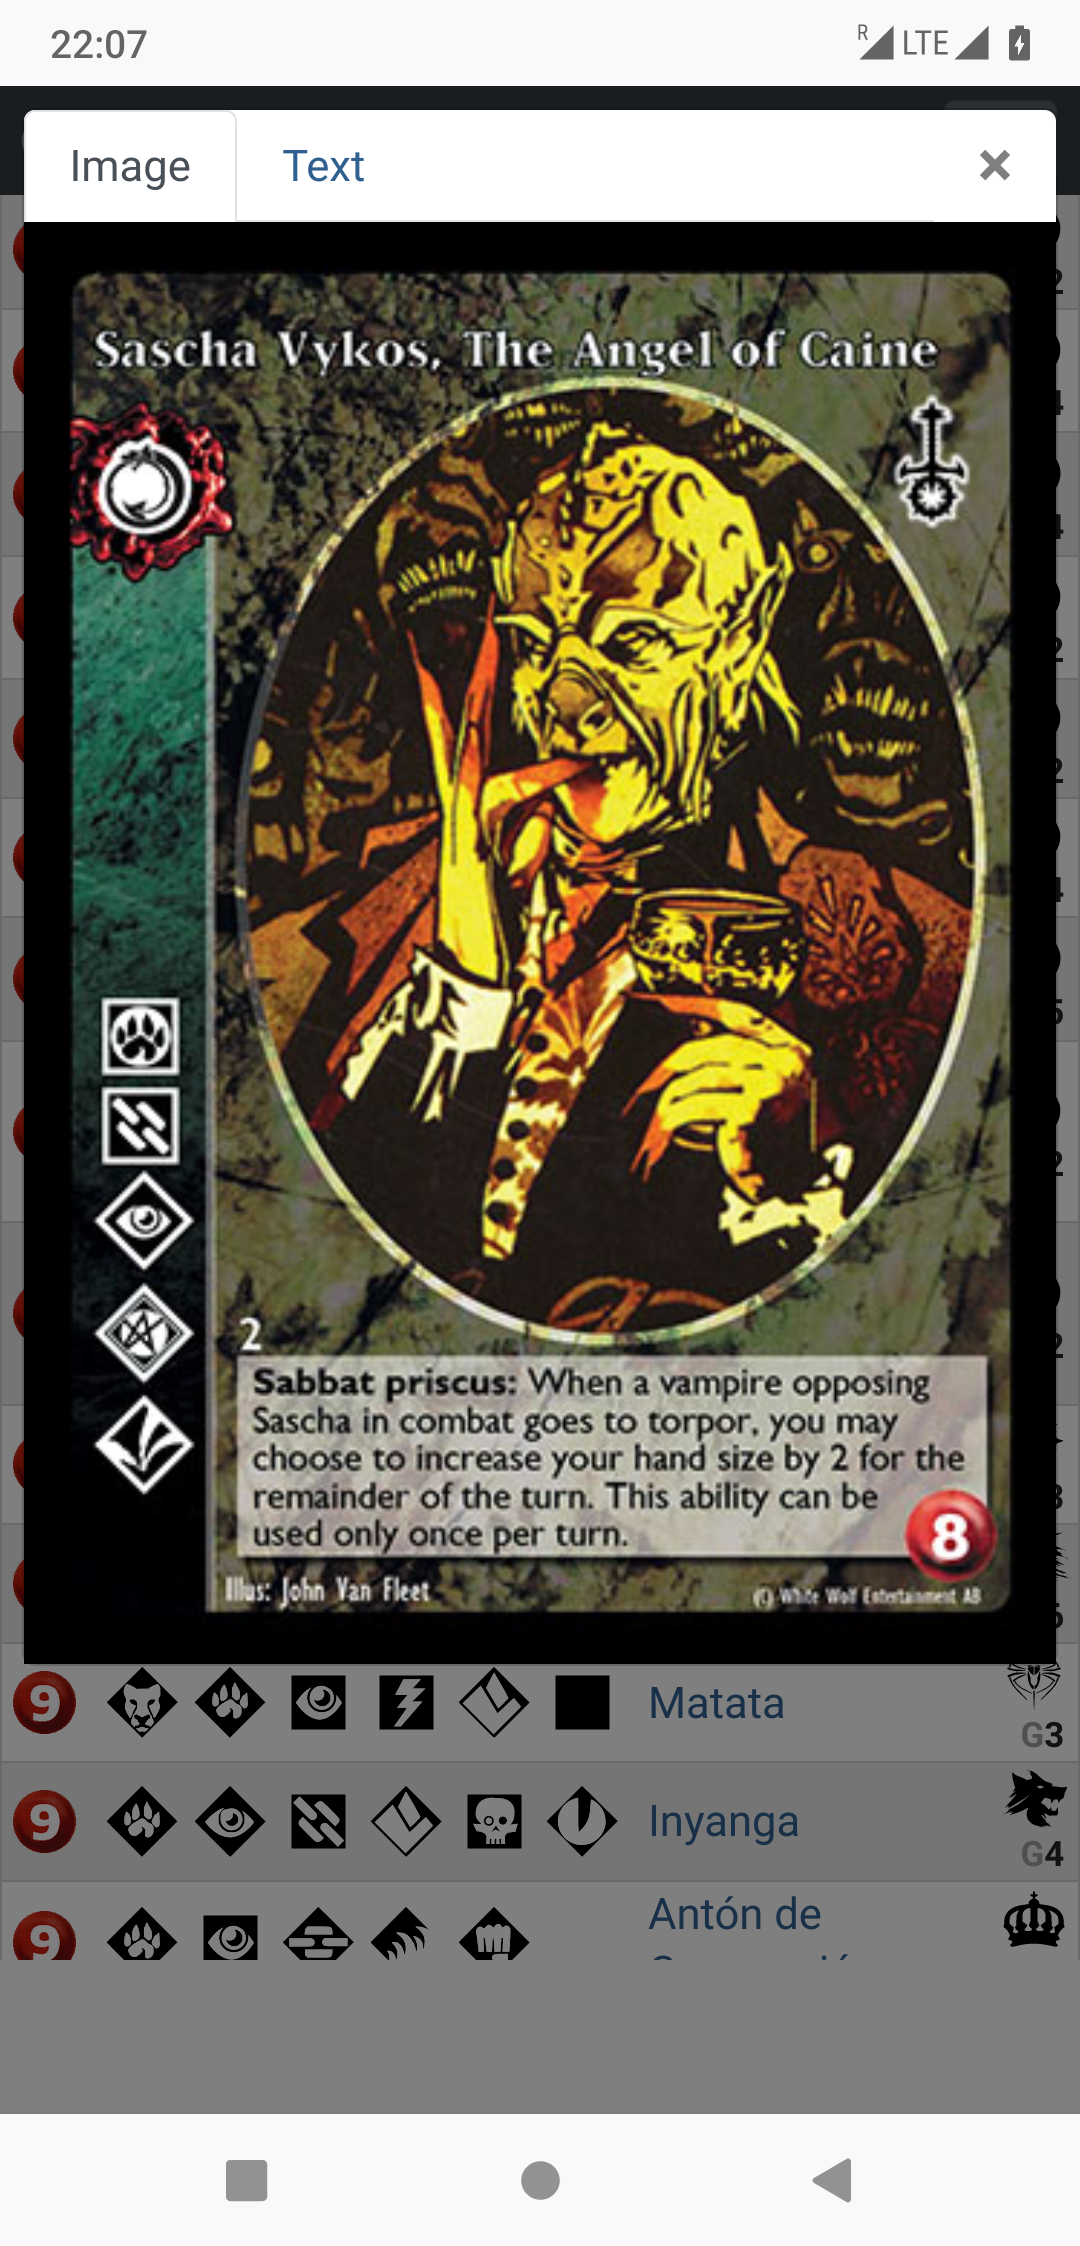 22:07
R LTE
Image Text ×
Sascha Vykos, The Angel of Caine
2
Sabbat priscus: When a vampire opposing
Sascha in combat goes to torpor, you may
choose to increase your hand size by 2 for the
remainder of the turn. This ability can be
used only once per turn.
8
Illus: John Van Fleet
(C) White Wolf Entertainment AB
9 Matata
G3
9 Inyanga
G4
9 Antón de